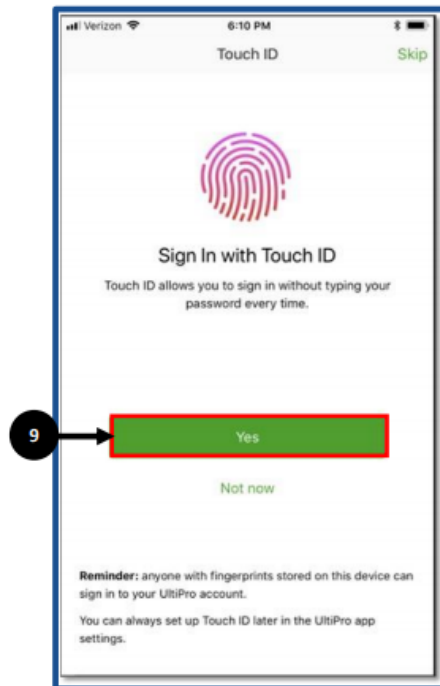 Verizon 6:10 PM
Touch ID Skip
Sign In with Touch ID
Touch ID allows you to sign in without typing your
password every time.
9
Yes
Not now
Reminder: anyone with fingerprints stored on this device can
sign in to your UltiPro account.
You can always set up Touch ID later in the UltiPro app
settings.